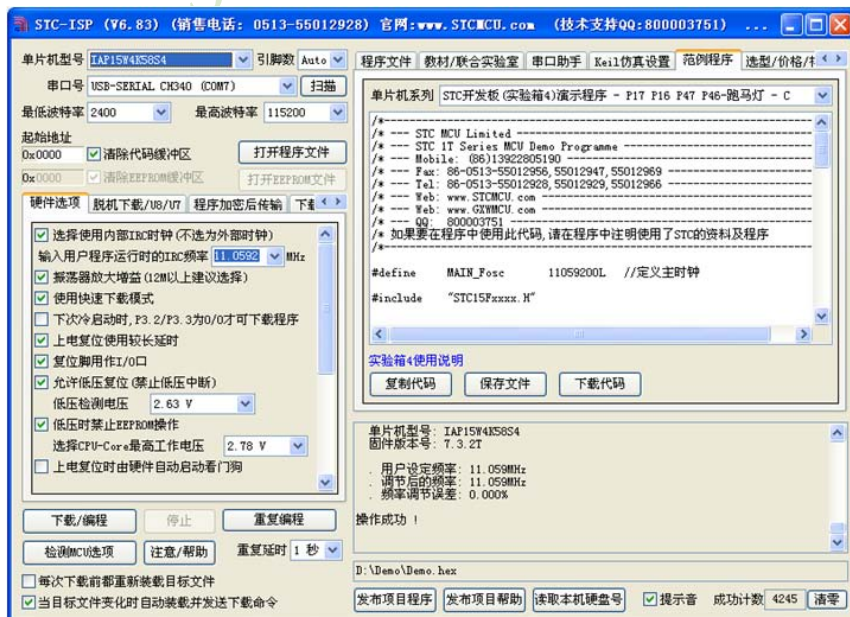 STC-ISP (V6.83) (销售电话: 0513-55012928) 官网:www.STCMCU.com (技术支持QQ:800003751) ...
单片机型号 IAP15W4K58S4 引脚数 Auto
串口号 USB-SERIAL CH340 (COM7) 扫描
最低波特率 2400 最高波特率 115200
起始地址
0x0000 清除代码缓冲区 打开程序文件
0x0000 清除EEPROM缓冲区 打开EEPROM文件
硬件选项 脱机下载/U8/U7 程序加密后传输
选择使用内部IRC时钟(不选为外部时钟)
输入用户程序运行时的IRC频率 11.0592 MHz
振荡器放大增益(12M以上建议选择)
使用快速下载模式
下次冷启动时,P3.2/P3.3为0/0才可下载程序
上电复位使用较长延时
复位脚用作I/O口
允许低压复位(禁止低压中断)
低压检测电压 2.63 V
低压时禁止EEPROM操作
选择CPU-Core最高工作电压 2.78 V
上电复位时由硬件自动启动看门狗
下载/编程 停止 重复编程
检测MCU选项 注意/帮助 重复延时 1 秒
每次下载前都重新装载目标文件
当目标文件变化时自动装载并发送下载命令
程序文件 教材/联合实验室 串口助手 Keil仿真设置 范例程序 选型/价格/
单片机系列 STC开发板(实验箱4)演示程序 - P17 P16 P47 P46-跑马灯 - C
/*---------------------------------------------------------------------
/* --- STC MCU Limited ------------------------------------------------
/* --- STC 1T Series MCU Demo Programme -------------------------------
/* --- Mobile: (86)13922805190 ----------------------------------------
/* --- Fax: 86-0513-55012956,55012947,55012969 ------------------------
/* --- Tel: 86-0513-55012928,55012929,55012966 ------------------------
/* --- Web: www.STCMCU.com --------------------------------------------
/* --- Web: www.GXWMCU.com --------------------------------------------
/* --- QQ: 800003751 --------------------------------------------------
/* 如果要在程序中使用此代码,请在程序中注明使用了STC的资料及程序
/*---------------------------------------------------------------------
#define MAIN_Fosc 11059200L //定义主时钟
#include "STC15Fxxxx.H"
实验箱4使用说明
复制代码 保存文件 下载代码
单片机型号: IAP15W4K58S4
固件版本号: 7.3.2T
. 用户设定频率: 11.059MHz
. 调节后的频率: 11.059MHz
. 频率调节误差: 0.000%
操作成功 !
D:\Demo\Demo.hex
发布项目程序 发布项目帮助 读取本机硬盘号 提示音 成功计数 4245 清零